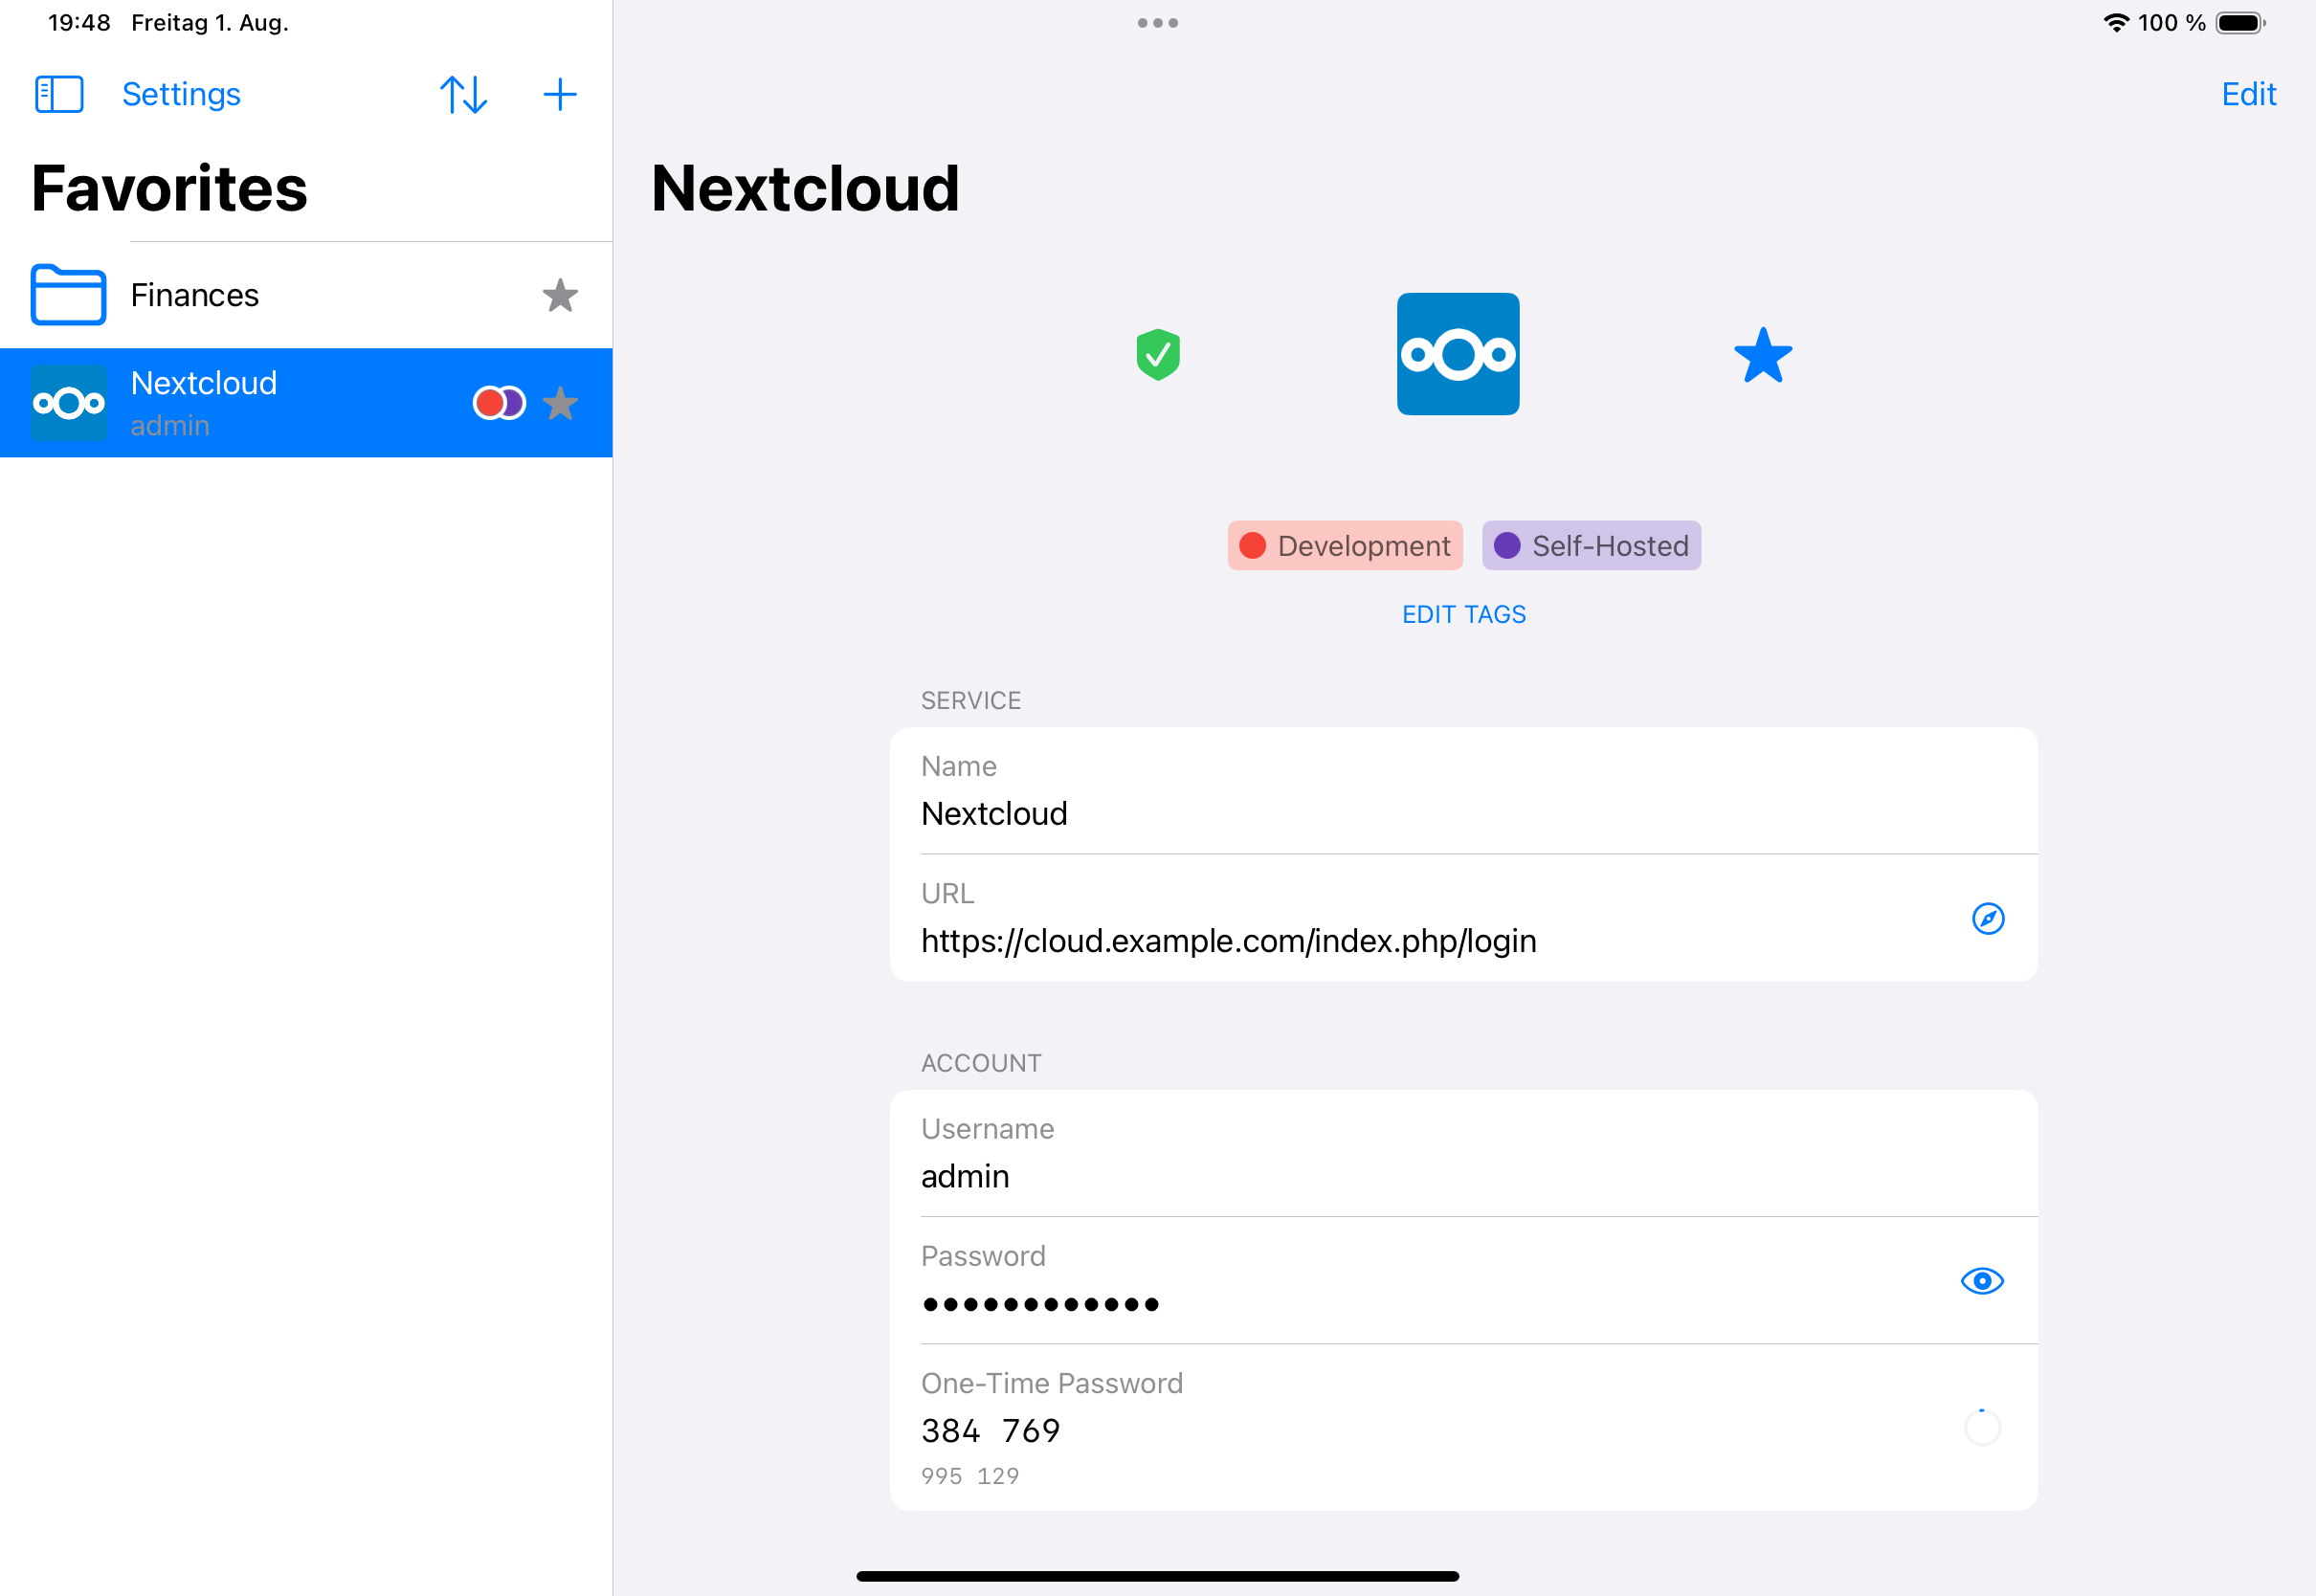 19:48 Freitag 1. Aug.
100 %
Settings
Edit
Favorites
Finances
Nextcloud
admin
Nextcloud
Development
Self-Hosted
EDIT TAGS
SERVICE
Name
Nextcloud
URL
https://cloud.example.com/index.php/login
ACCOUNT
Username
admin
Password
●●●●●●●●●●●●
One-Time Password
384 769
995 129